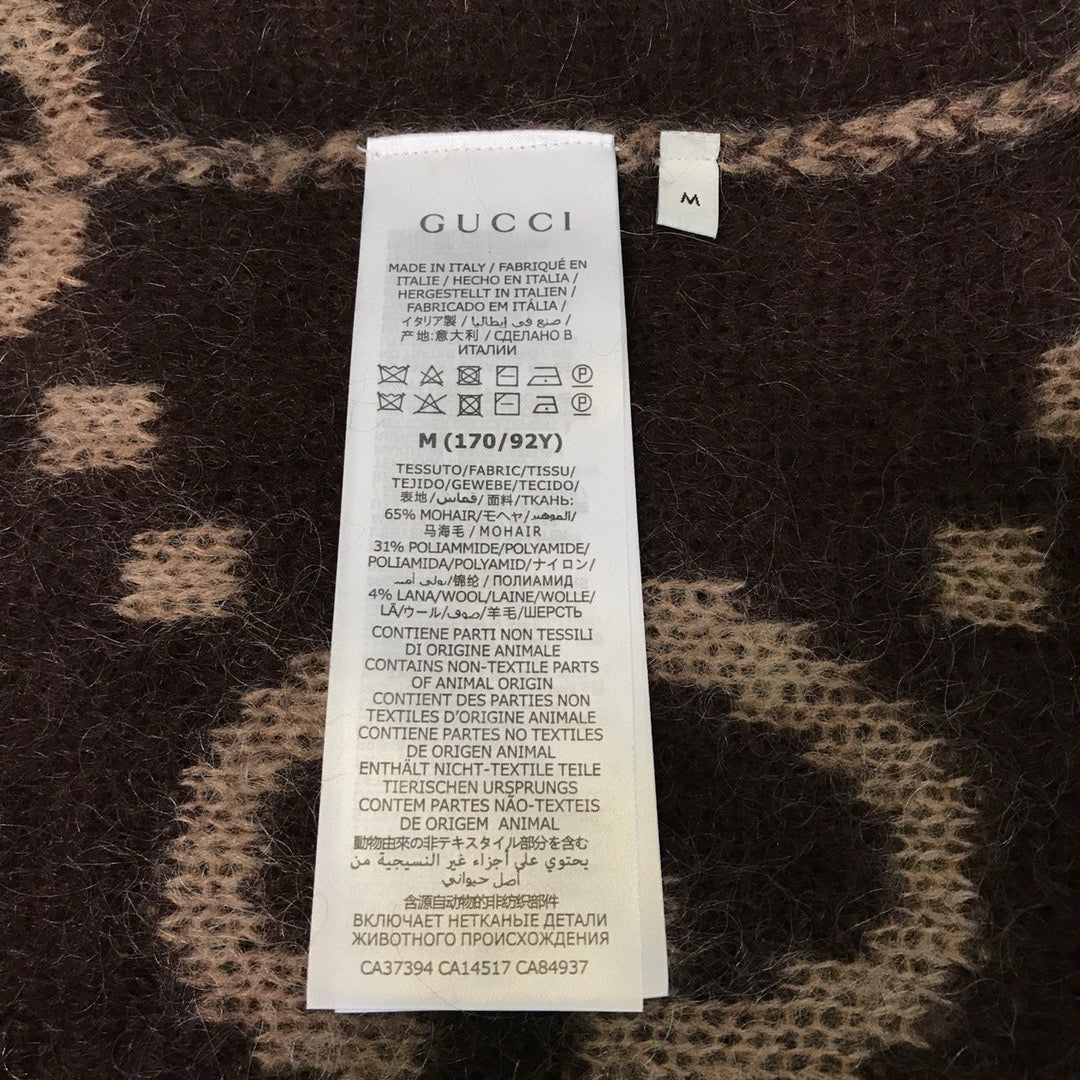 GUCCI
M
MADE IN ITALY / FABRIQUÉ EN
ITALIE / HECHO EN ITALIA /
HERGESTELLT IN ITALIEN /
FABRICADO EM ITÁLIA /
イタリア製 / صنع في إيطاليا /
产地:意大利 / СДЕЛАНО В
ИТАЛИИ
M (170/92Y)
TESSUTO/FABRIC/TISSU/
TEJIDO/GEWEBE/TECIDO/
表地/قماس/面料/ТКАНЬ:
65% MOHAIR/モヘヤ/الموهير/
马海毛 / MOHAIR
31% POLIAMMIDE/POLYAMIDE/
POLIAMIDA/POLYAMID/ナイロン/
/锦纶 / ПОЛИАМИД
4% LANA/WOOL/LAINE/WOLLE/
LÃ/ウール/صوف/羊毛/ШЕРСТЬ
CONTIENE PARTI NON TESSILI
DI ORIGINE ANIMALE
CONTAINS NON-TEXTILE PARTS
OF ANIMAL ORIGIN
CONTIENT DES PARTIES NON
TEXTILES D'ORIGINE ANIMALE
CONTIENE PARTES NO TEXTILES
DE ORIGEN ANIMAL
ENTHÄLT NICHT-TEXTILE TEILE
TIERISCHEN URSPRUNGS
CONTEM PARTES NÃO-TEXTEIS
DE ORIGEM ANIMAL
動物由来の非テキスタイル部分を含む
يحتوي على أجزاء غير النسيجية من
أصل حيواني
含源自动物的非纺织部件
ВКЛЮЧАЕТ НЕТКАНЫЕ ДЕТАЛИ
ЖИВОТНОГО ПРОИСХОЖДЕНИЯ
CA37394 CA14517 CA84937